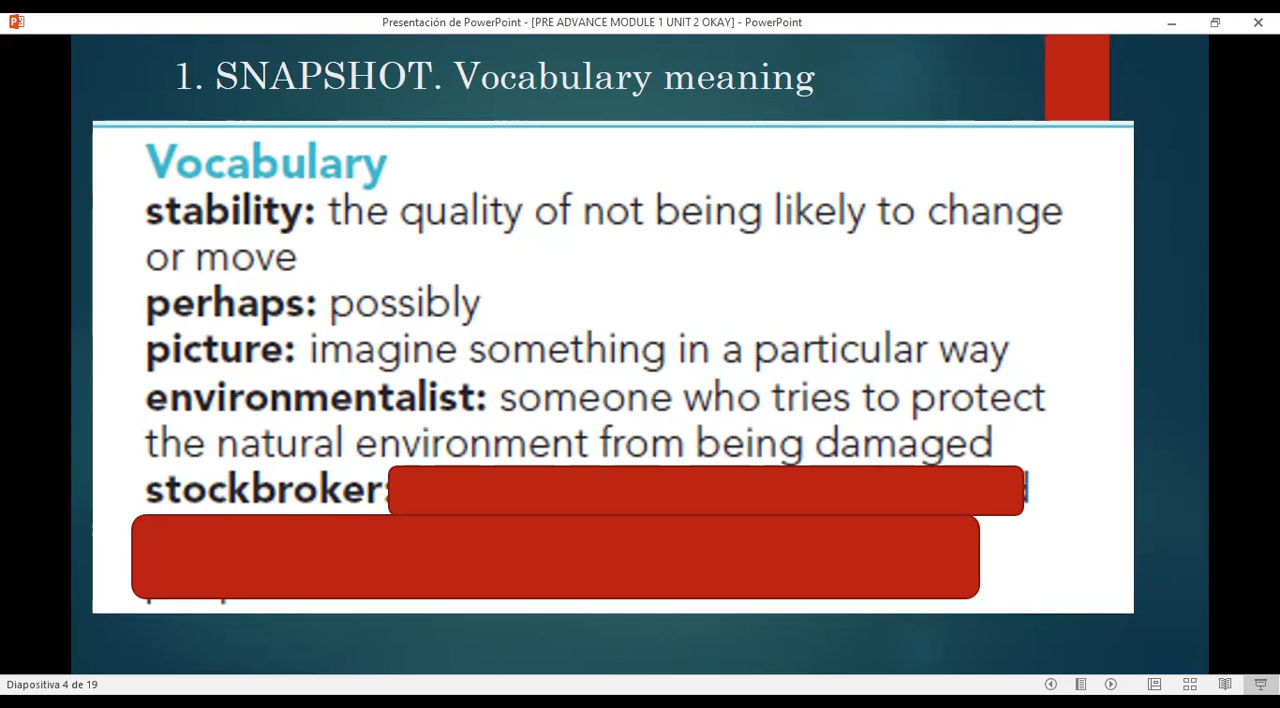 Presentación de PowerPoint - [PRE ADVANCE MODULE 1 UNIT 2 OKAY] - PowerPoint
1. SNAPSHOT. Vocabulary meaning
Vocabulary
stability: the quality of not being likely to change
or move
perhaps: possibly
picture: imagine something in a particular way
environmentalist: someone who tries to protect
the natural environment from being damaged
stockbroker:
Diapositiva 4 de 19